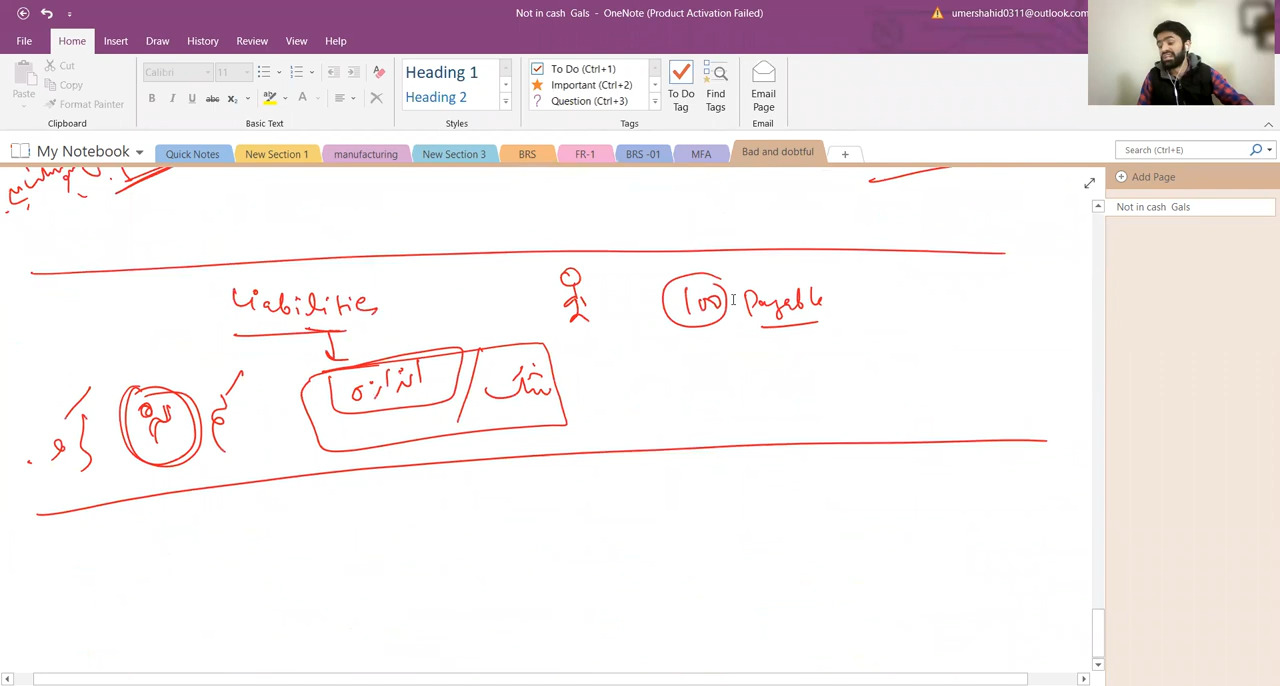 Not in cash Gals - OneNote (Product Activation Failed)
umershahid0311@outlook.com
File Home Insert Draw History Review View Help
Paste
Cut
Copy
Format Painter
Clipboard
Calibri 11
B I U abc X₂ A
Basic Text
Heading 1
Heading 2
Styles
To Do (Ctrl+1)
Important (Ctrl+2)
Question (Ctrl+3)
Tags
To Do Tag
Find Tags
Email Page
Email
My Notebook
Quick Notes New Section 1 manufacturing New Section 3 BRS FR-1 BRS -01 MFA Bad and doubtful
Search (Ctrl+E)
Add Page
Not in cash Gals
Liabilities 100 Payable
اندازہ